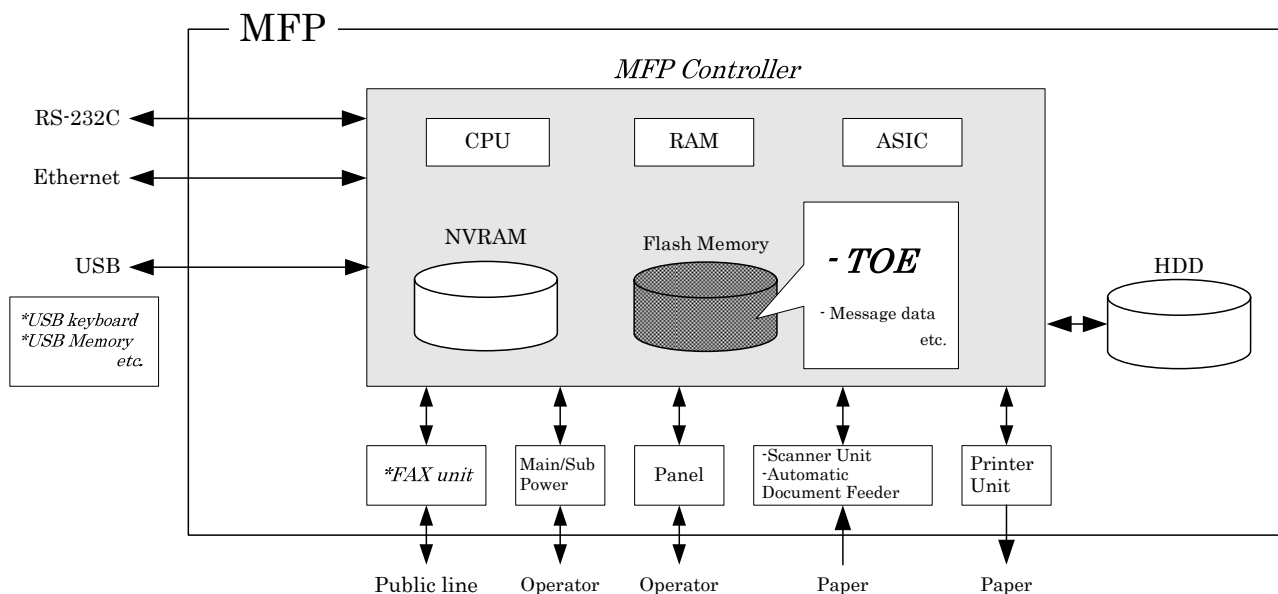 MFP
MFP Controller
RS-232C
CPU
RAM
ASIC
Ethernet
NVRAM
Flash Memory
- TOE
- Message data
etc.
USB
HDD
*USB keyboard
*USB Memory
etc.
*FAX unit
Main/Sub
Power
Panel
-Scanner Unit
-Automatic
Document Feeder
Printer
Unit
Public line
Operator
Operator
Paper
Paper